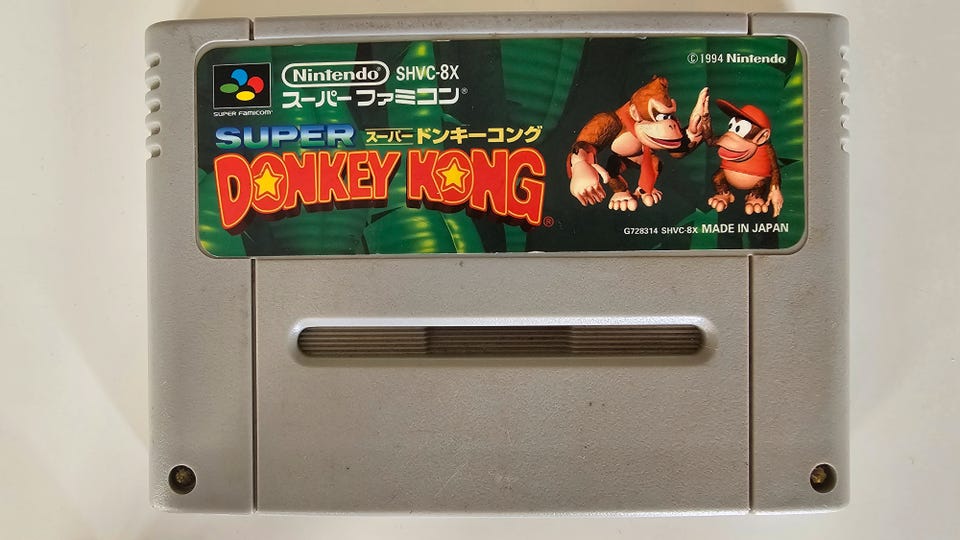 SUPER FAMICOM
Nintendo® SHVC-8X
スーパーファミコン®
©1994 Nintendo
SUPER スーパードンキーコング
DONKEY KONG®
G728314 SHVC-8X MADE IN JAPAN